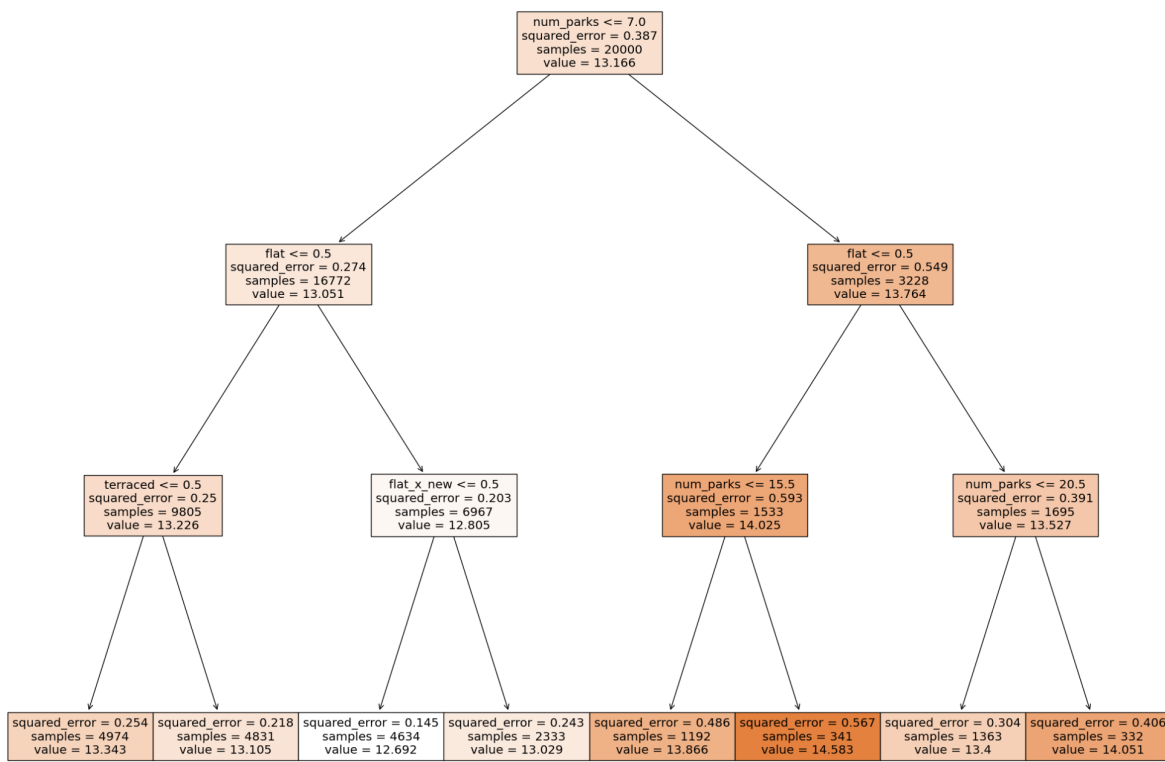 num_parks <= 7.0
squared_error = 0.387
samples = 20000
value = 13.166
flat <= 0.5
squared_error = 0.274
samples = 16772
value = 13.051
flat <= 0.5
squared_error = 0.549
samples = 3228
value = 13.764
terraced <= 0.5
squared_error = 0.25
samples = 9805
value = 13.226
flat_x_new <= 0.5
squared_error = 0.203
samples = 6967
value = 12.805
num_parks <= 15.5
squared_error = 0.593
samples = 1533
value = 14.025
num_parks <= 20.5
squared_error = 0.391
samples = 1695
value = 13.527
squared_error = 0.254
samples = 4974
value = 13.343
squared_error = 0.218
samples = 4831
value = 13.105
squared_error = 0.145
samples = 4634
value = 12.692
squared_error = 0.243
samples = 2333
value = 13.029
squared_error = 0.486
samples = 1192
value = 13.866
squared_error = 0.567
samples = 341
value = 14.583
squared_error = 0.304
samples = 1363
value = 13.4
squared_error = 0.406
samples = 332
value = 14.051